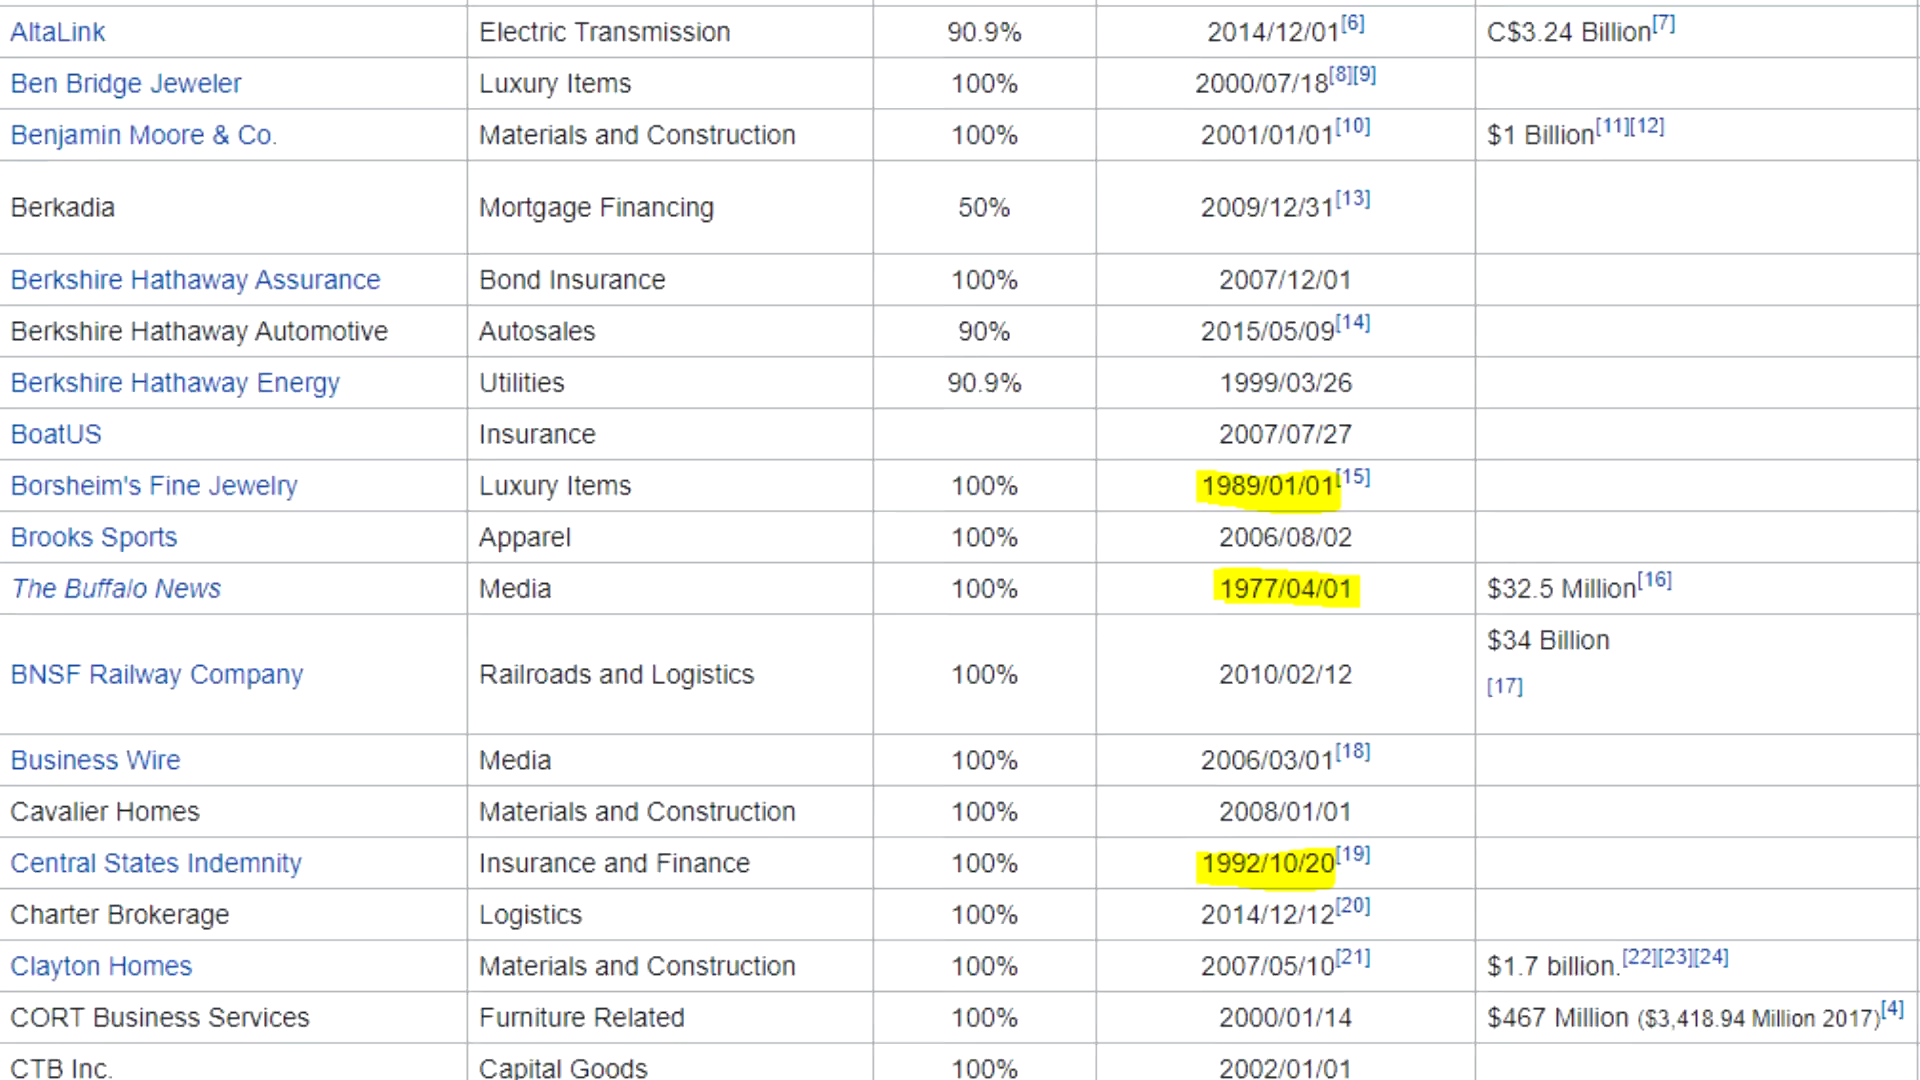 AltaLink Electric Transmission 90.9% 2014/12/01[6] C$3.24 Billion[7]
Ben Bridge Jeweler Luxury Items 100% 2000/07/18[8][9]
Benjamin Moore & Co. Materials and Construction 100% 2001/01/01[10] $1 Billion[11][12]
Berkadia Mortgage Financing 50% 2009/12/31[13]
Berkshire Hathaway Assurance Bond Insurance 100% 2007/12/01
Berkshire Hathaway Automotive Autosales 90% 2015/05/09[14]
Berkshire Hathaway Energy Utilities 90.9% 1999/03/26
BoatUS Insurance 2007/07/27
Borsheim's Fine Jewelry Luxury Items 100% 1989/01/01[15]
Brooks Sports Apparel 100% 2006/08/02
The Buffalo News Media 100% 1977/04/01 $32.5 Million[16]
BNSF Railway Company Railroads and Logistics 100% 2010/02/12 $34 Billion
[17]
Business Wire Media 100% 2006/03/01[18]
Cavalier Homes Materials and Construction 100% 2008/01/01
Central States Indemnity Insurance and Finance 100% 1992/10/20[19]
Charter Brokerage Logistics 100% 2014/12/12[20]
Clayton Homes Materials and Construction 100% 2007/05/10[21] $1.7 billion.[22][23][24]
CORT Business Services Furniture Related 100% 2000/01/14 $467 Million ($3,418.94 Million 2017)[4]
CTB Inc. Capital Goods 100% 2002/01/01